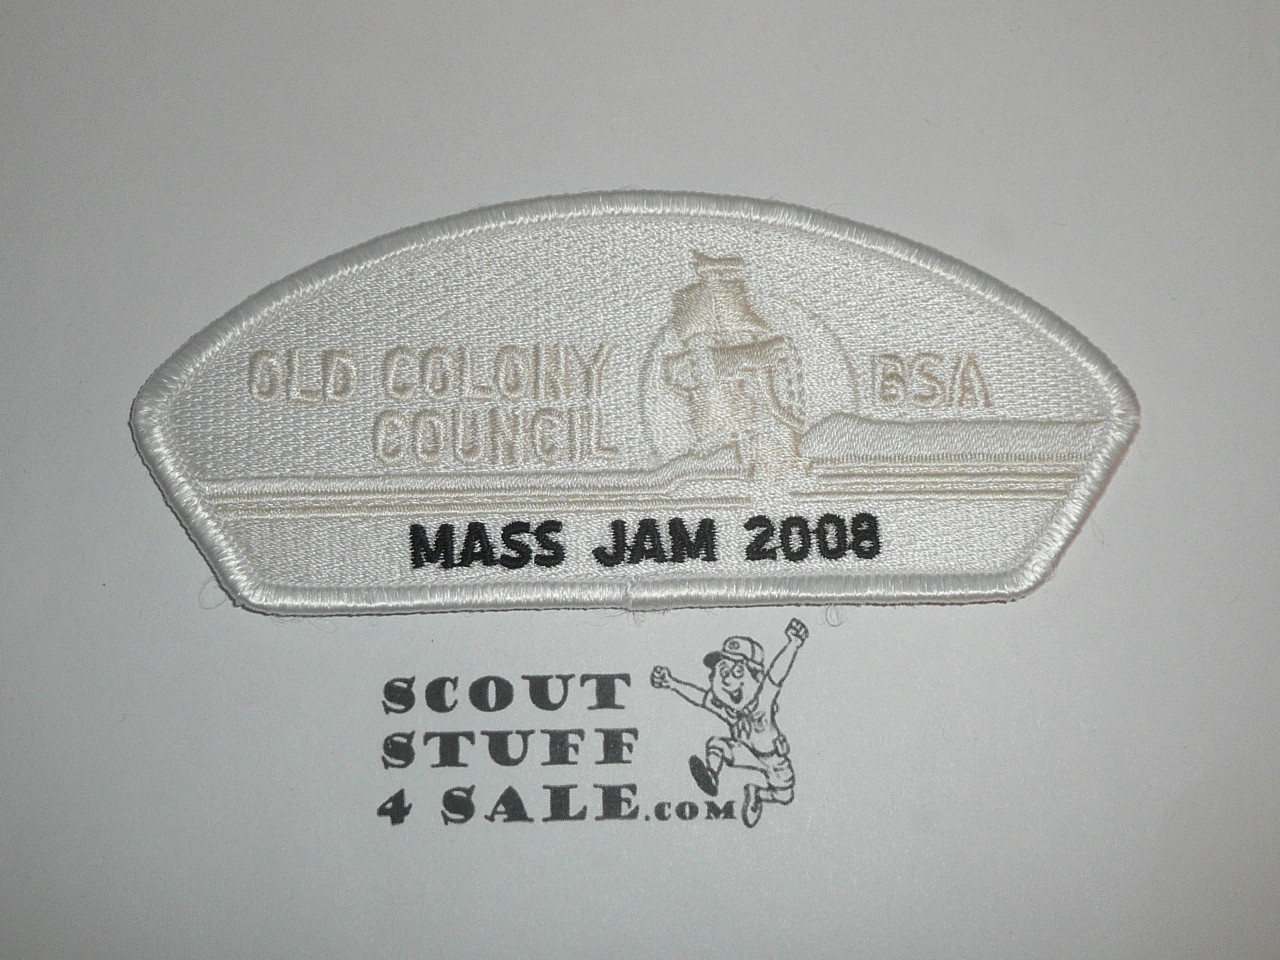 OLD COLONY BSA
COUNCIL
MASS JAM 2008
SCOUT
STUFF
4 SALE.COM